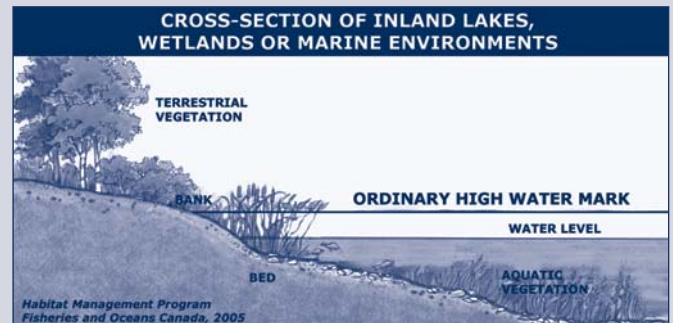 CROSS-SECTION OF INLAND LAKES,
WETLANDS OR MARINE ENVIRONMENTS
TERRESTRIAL
VEGETATION
BANK
ORDINARY HIGH WATER MARK
WATER LEVEL
BED
AQUATIC
VEGETATION
Habitat Management Program
Fisheries and Oceans Canada, 2005